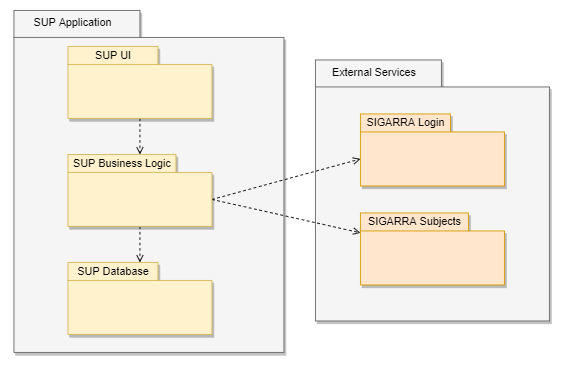 SUP Application
SUP UI
SUP Business Logic
SUP Database
External Services
SIGARRA Login
SIGARRA Subjects